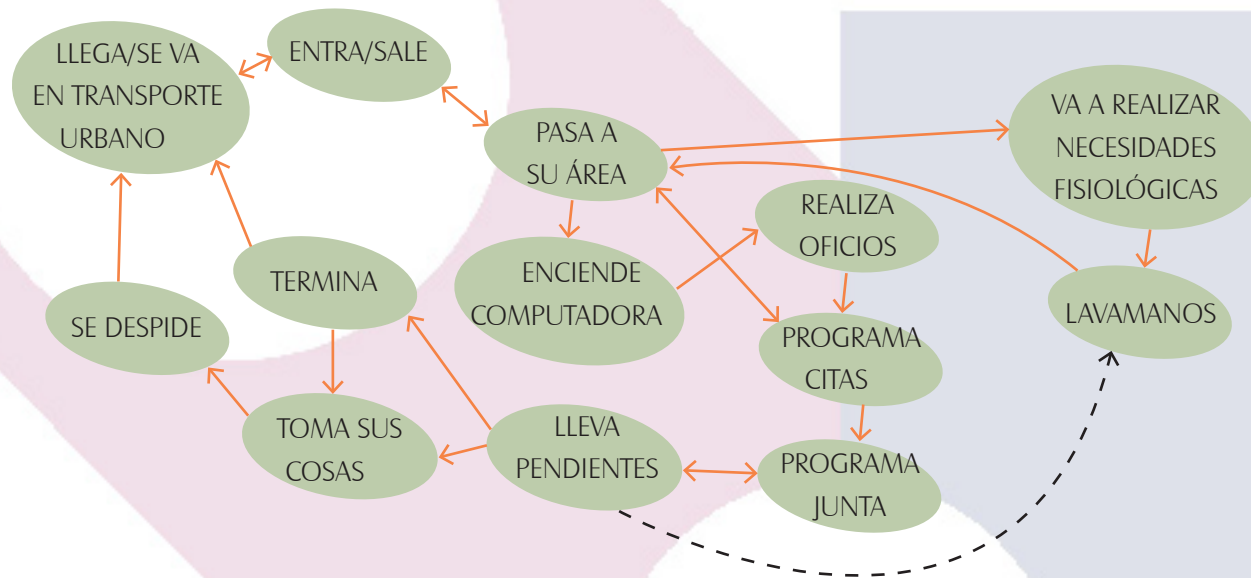 LLEGA/SE VA
EN TRANSPORTE
URBANO
ENTRA/SALE
PASA A
SU ÁREA
VA A REALIZAR
NECESIDADES
FISIOLÓGICAS
REALIZA
OFICIOS
ENCIENDE
COMPUTADORA
TERMINA
SE DESPIDE
LAVAMANOS
PROGRAMA
CITAS
TOMA SUS
COSAS
LLEVA
PENDIENTES
PROGRAMA
JUNTA